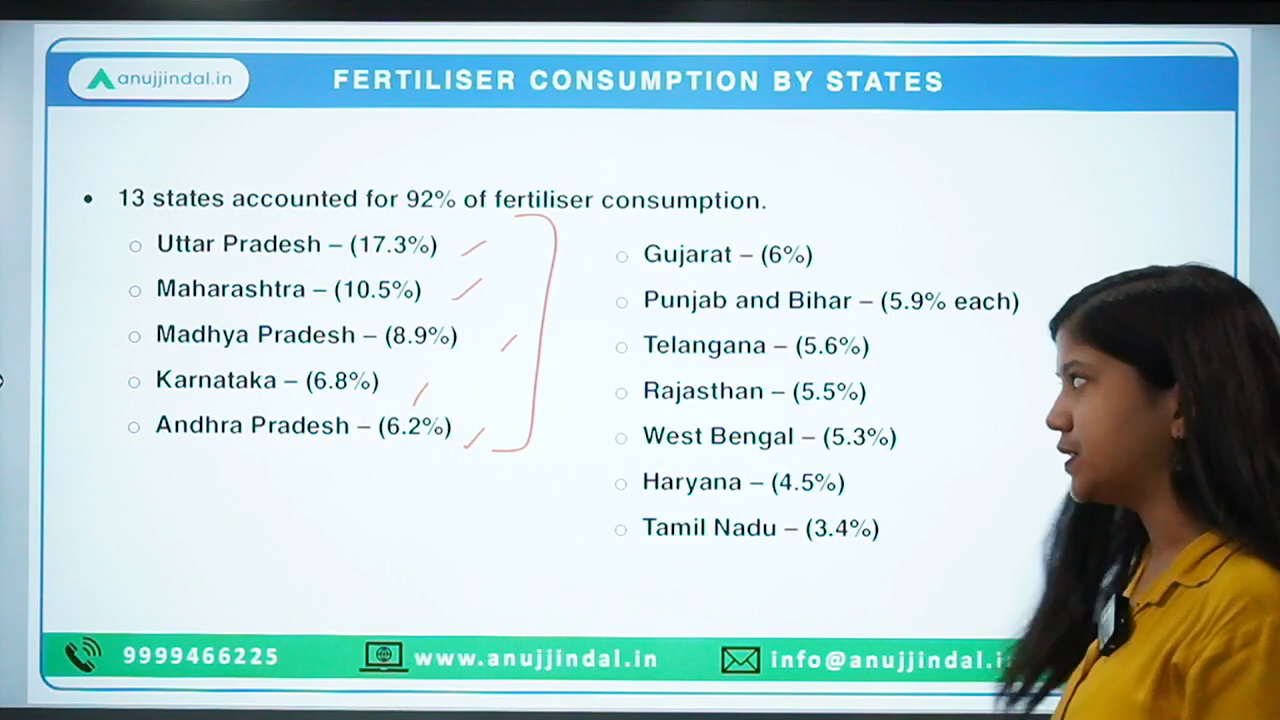 anujjindal.in
FERTILISER CONSUMPTION BY STATES
• 13 states accounted for 92% of fertiliser consumption.
○ Uttar Pradesh – (17.3%)
○ Maharashtra – (10.5%)
○ Madhya Pradesh – (8.9%)
○ Karnataka – (6.8%)
○ Andhra Pradesh – (6.2%)
○ Gujarat – (6%)
○ Punjab and Bihar – (5.9% each)
○ Telangana – (5.6%)
○ Rajasthan – (5.5%)
○ West Bengal – (5.3%)
○ Haryana – (4.5%)
○ Tamil Nadu – (3.4%)
9999466225
www.anujjindal.in
info@anujjindal.i